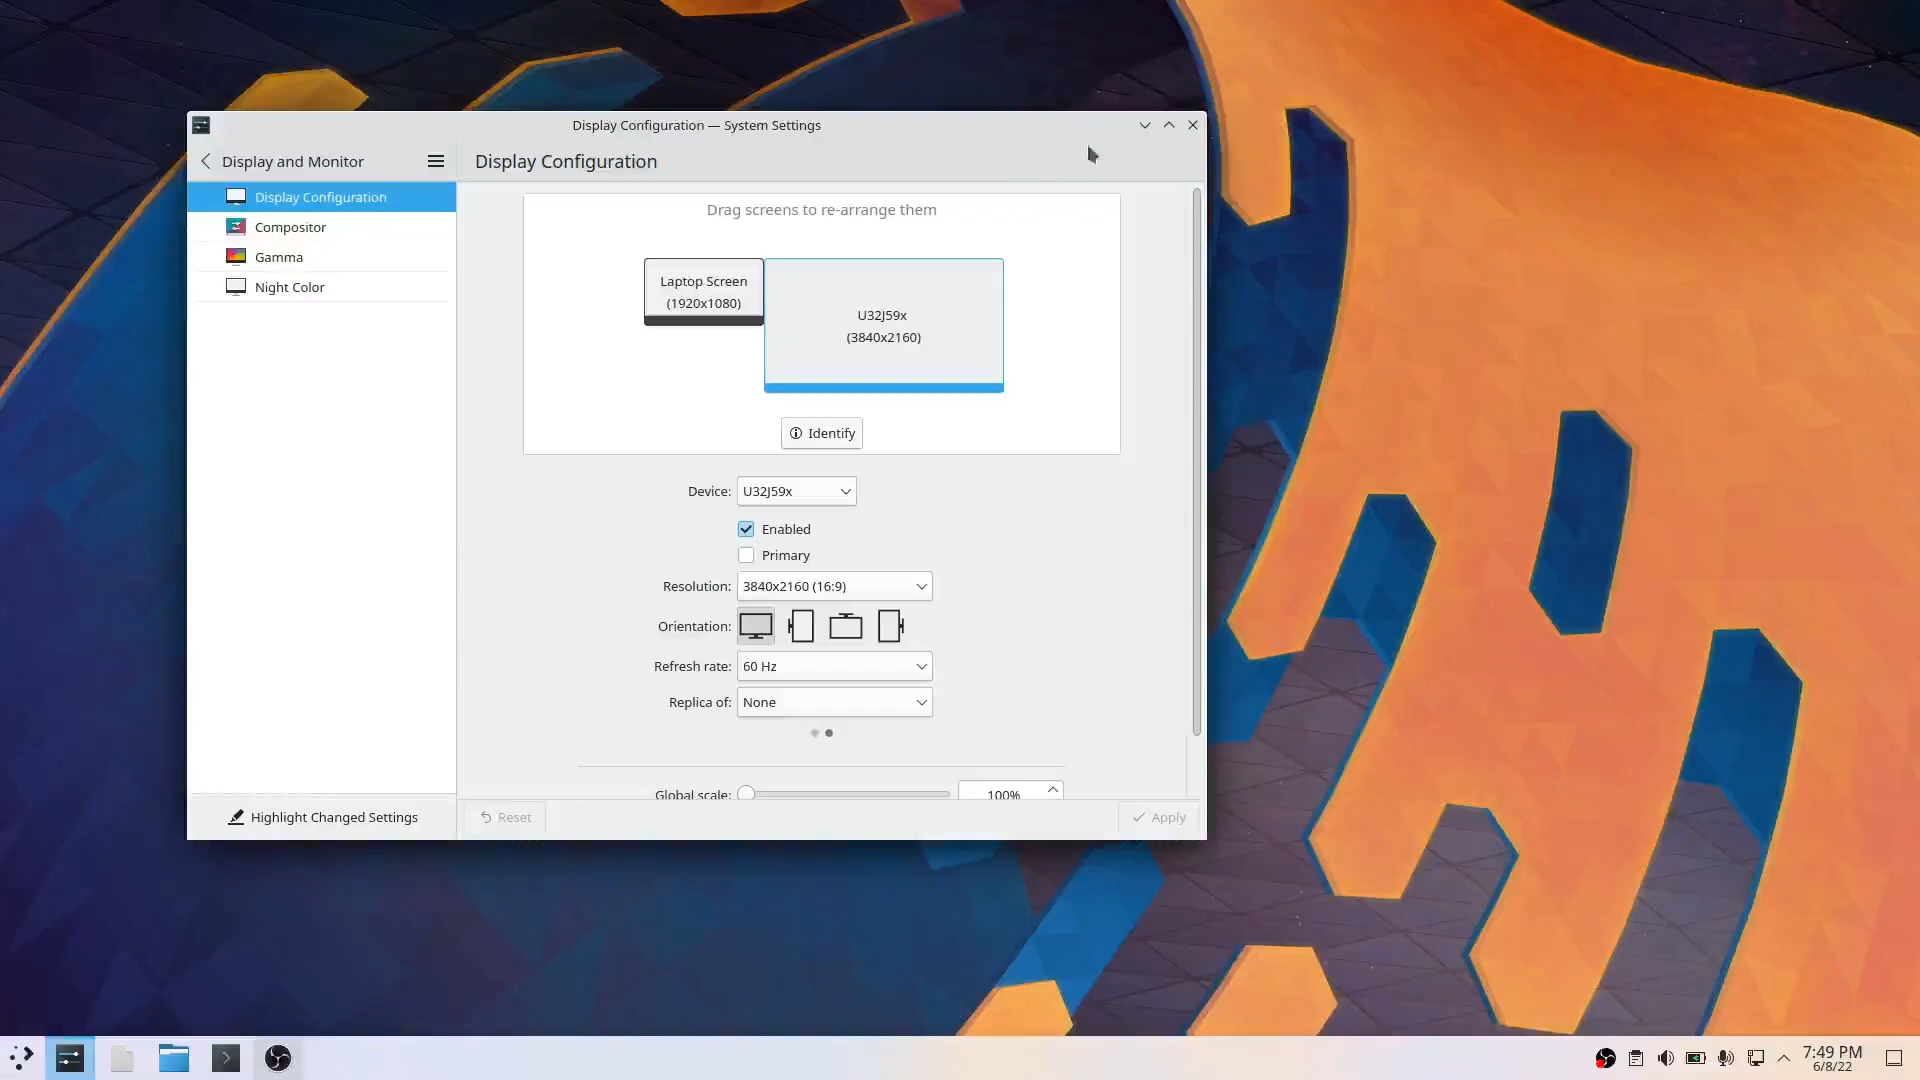 Display Configuration — System Settings
Display and Monitor
Display Configuration
Display Configuration
Compositor
Gamma
Night Color
Drag screens to re-arrange them
Laptop Screen
(1920x1080)
U32J59x
(3840x2160)
Identify
Device: U32J59x
Enabled
Primary
Resolution: 3840x2160 (16:9)
Orientation:
Refresh rate: 60 Hz
Replica of: None
Global scale: 100%
Highlight Changed Settings
Reset
Apply
7:49 PM
6/8/22